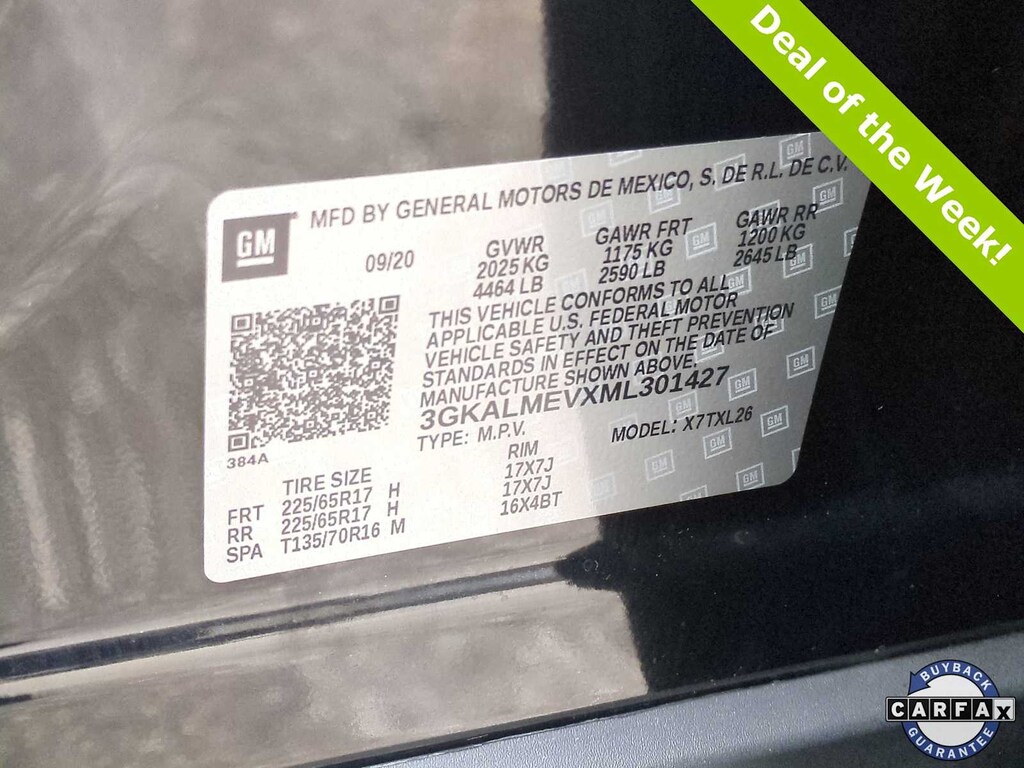 Deal of the Week!
GM
MFD BY GENERAL MOTORS DE MEXICO, S. DE R.L. DE C.V.
09/20 GVWR GAWR FRT GAWR RR
2025 KG 1175 KG 1200 KG
4464 LB 2590 LB 2645 LB
THIS VEHICLE CONFORMS TO ALL
APPLICABLE U.S. FEDERAL MOTOR
VEHICLE SAFETY AND THEFT PREVENTION
STANDARDS IN EFFECT ON THE DATE OF
MANUFACTURE SHOWN ABOVE.
3GKALMEVXML301427
TYPE: M.P.V. MODEL: X7TXL26
384A
TIRE SIZE RIM
FRT 225/65R17 H 17X7J
RR 225/65R17 H 17X7J
SPA T135/70R16 M 16X4BT
BUYBACK
CARFAX
GUARANTEE